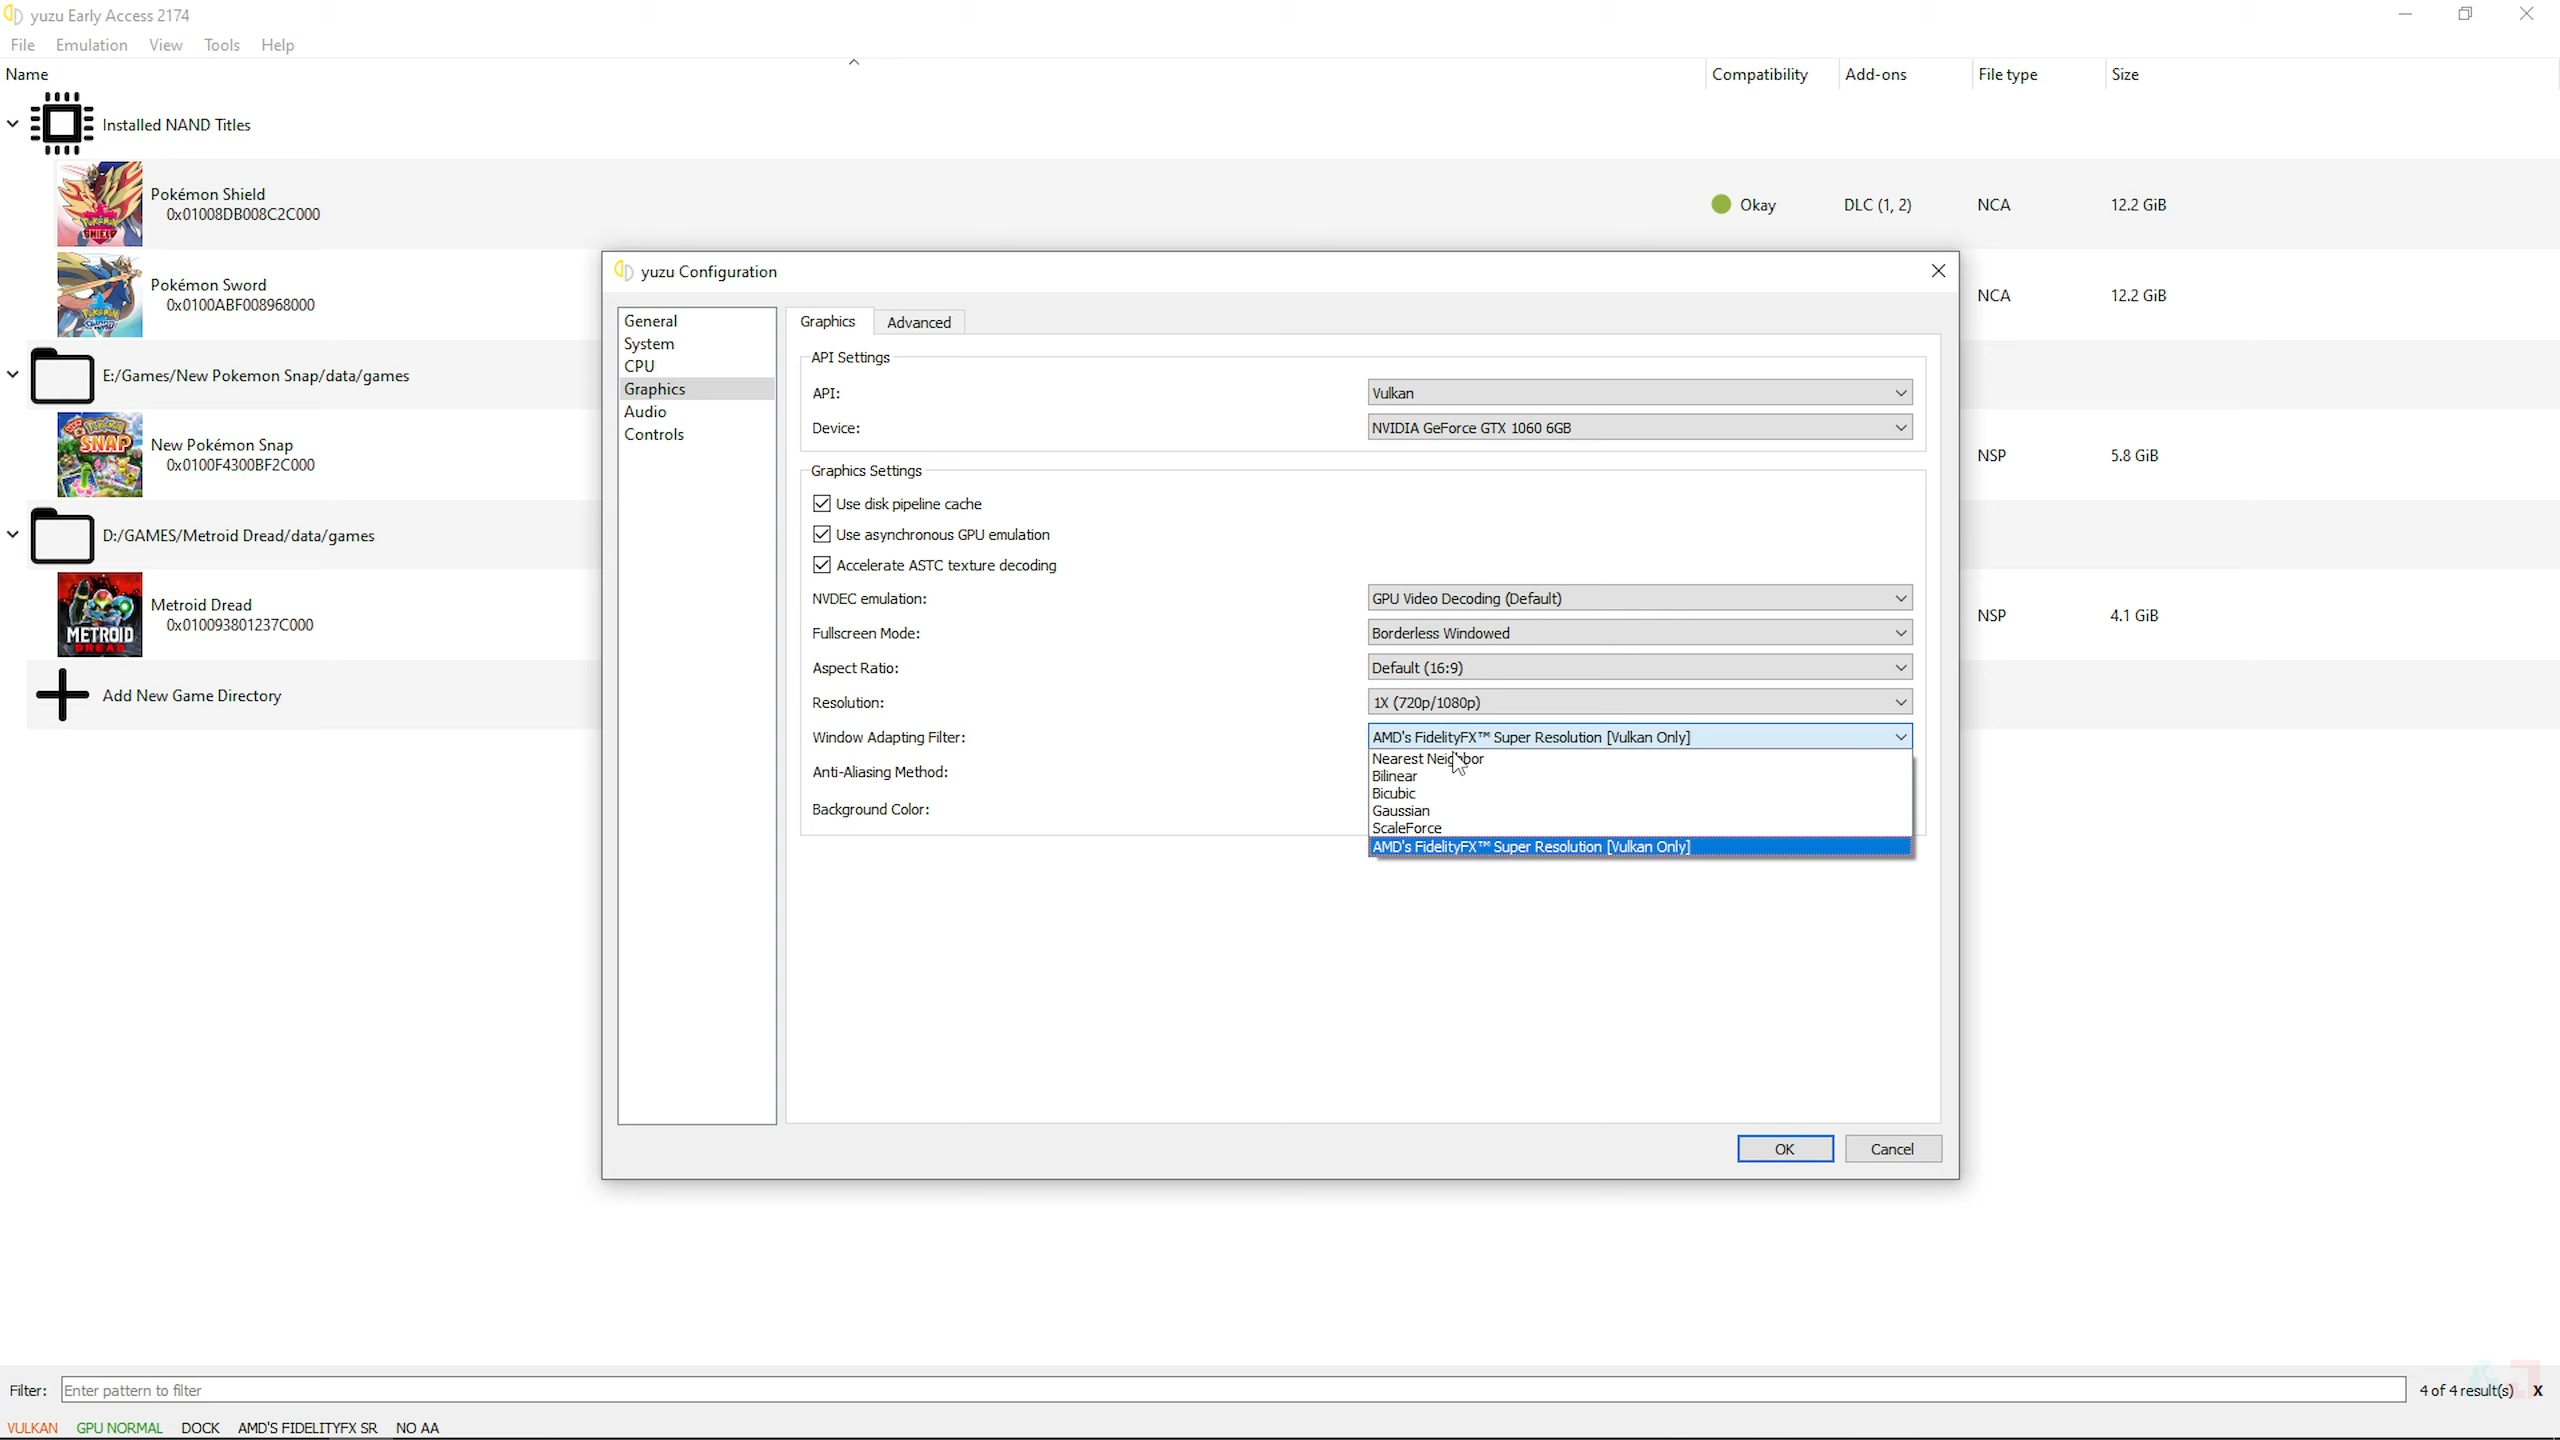 yuzu Early Access 2174
File Emulation View Tools Help
Name Compatibility Add-ons File type Size
Installed NAND Titles
Pokémon Shield
0x01008DB008C2C000
Okay DLC (1, 2) NCA 12.2 GiB
Pokémon Sword
0x0100ABF008968000
NCA 12.2 GiB
E:/Games/New Pokemon Snap/data/games
New Pokémon Snap
0x0100F4300BF2C000
NSP 5.8 GiB
D:/GAMES/Metroid Dread/data/games
METROID
DREAD
Metroid Dread
0x010093801237C000
NSP 4.1 GiB
Add New Game Directory
yuzu Configuration
General
System
CPU
Graphics
Audio
Controls
Graphics Advanced
API Settings
API: Vulkan
Device: NVIDIA GeForce GTX 1060 6GB
Graphics Settings
Use disk pipeline cache
Use asynchronous GPU emulation
Accelerate ASTC texture decoding
NVDEC emulation: GPU Video Decoding (Default)
Fullscreen Mode: Borderless Windowed
Aspect Ratio: Default (16:9)
Resolution: 1X (720p/1080p)
Window Adapting Filter: AMD's FidelityFX™ Super Resolution [Vulkan Only]
Nearest Neighbor
Anti-Aliasing Method:
Bilinear
Bicubic
Background Color:
Gaussian
ScaleForce
AMD's FidelityFX™ Super Resolution [Vulkan Only]
OK Cancel
Filter: Enter pattern to filter 4 of 4 result(s) X
VULKAN GPU NORMAL DOCK AMD'S FIDELITYFX SR NO AA